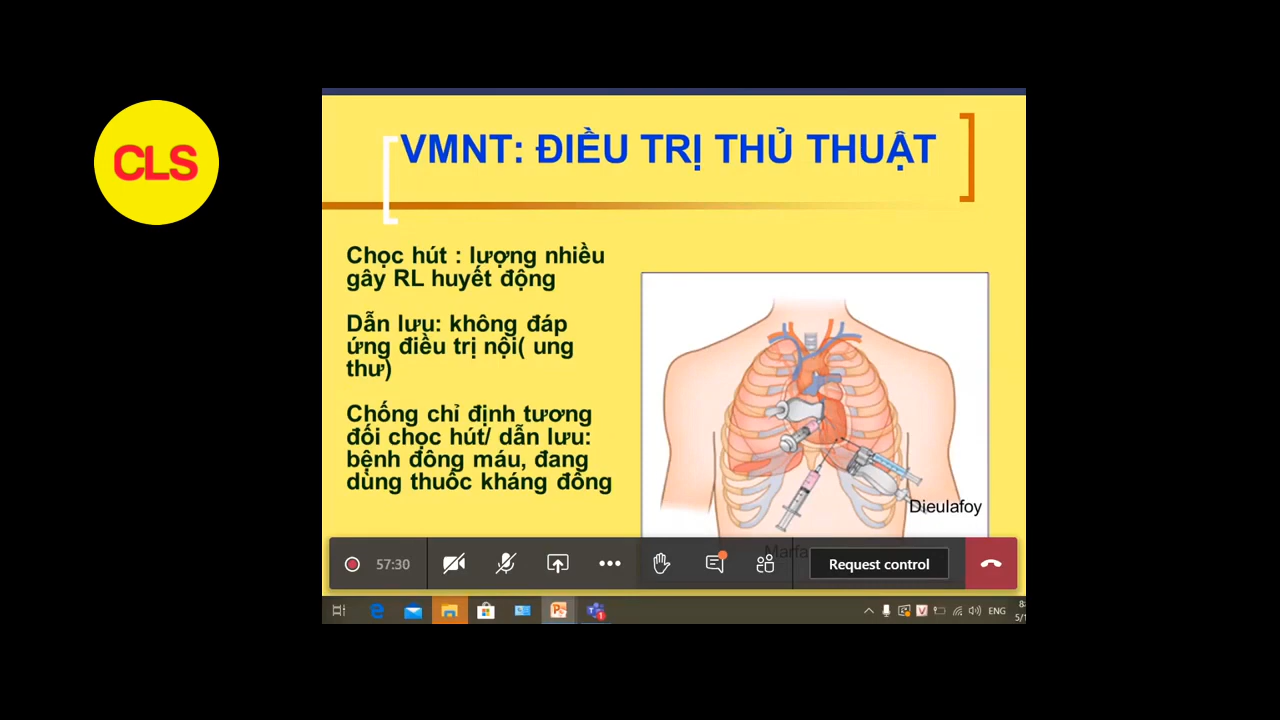 CLS
VMNT: ĐIỀU TRỊ THỦ THUẬT
Chọc hút : lượng nhiều
gây RL huyết động
Dẫn lưu: không đáp
ứng điều trị nội( ung
thư)
Chống chỉ định tương
đối chọc hút/ dẫn lưu:
bệnh đông máu, đang
dùng thuốc kháng đông
Dieulafoy
57:30
Request control
ENG